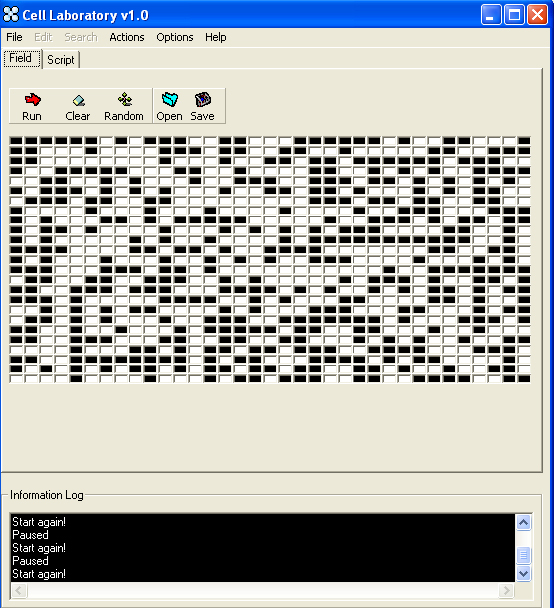 Cell Laboratory v1.0
File Edit Search Actions Options Help
Field Script
Run Clear Random Open Save
Information Log
Start again!
Paused
Start again!
Paused
Start again!